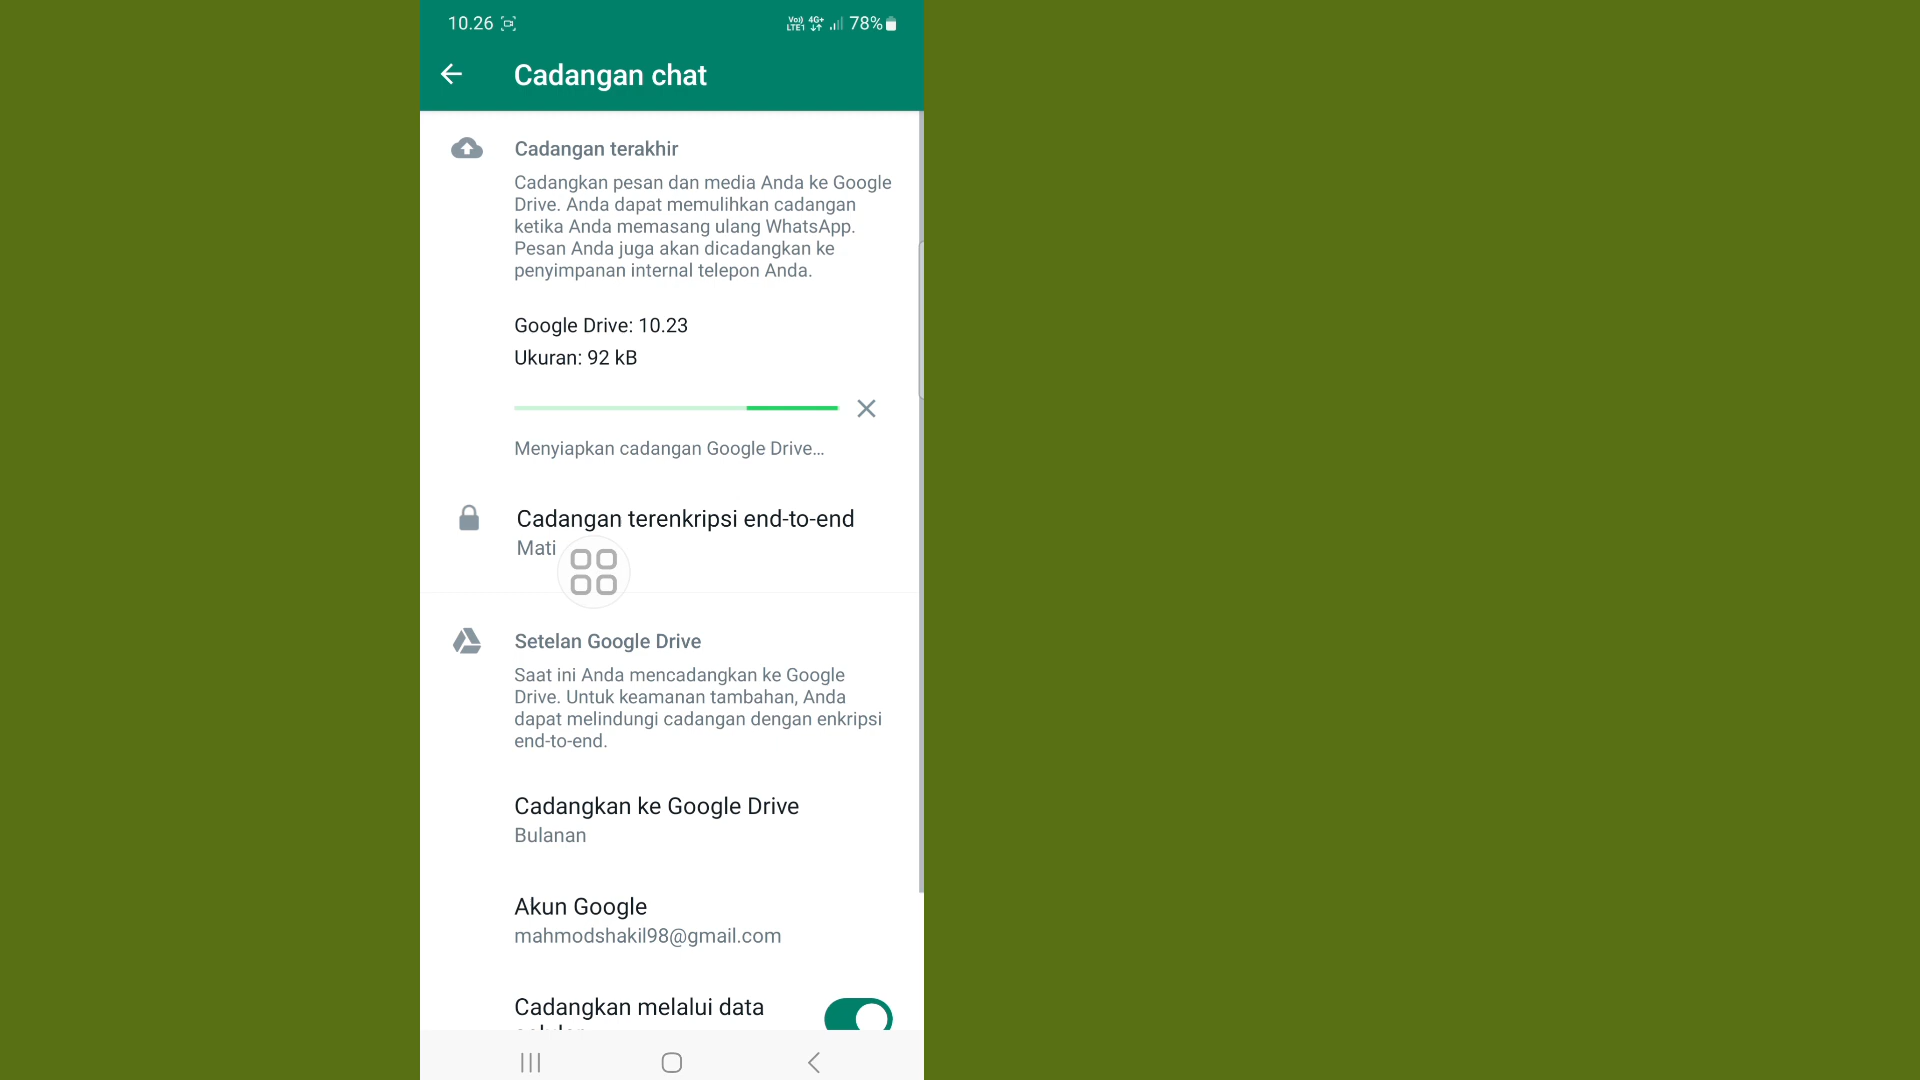 10.26
Vo)) 4G+ 78%
LTE1
Cadangan chat
Cadangan terakhir
Cadangkan pesan dan media Anda ke Google
Drive. Anda dapat memulihkan cadangan
ketika Anda memasang ulang WhatsApp.
Pesan Anda juga akan dicadangkan ke
penyimpanan internal telepon Anda.
Google Drive: 10.23
Ukuran: 92 kB
Menyiapkan cadangan Google Drive...
Cadangan terenkripsi end-to-end
Mati
Setelan Google Drive
Saat ini Anda mencadangkan ke Google
Drive. Untuk keamanan tambahan, Anda
dapat melindungi cadangan dengan enkripsi
end-to-end.
Cadangkan ke Google Drive
Bulanan
Akun Google
mahmodshakil98@gmail.com
Cadangkan melalui data